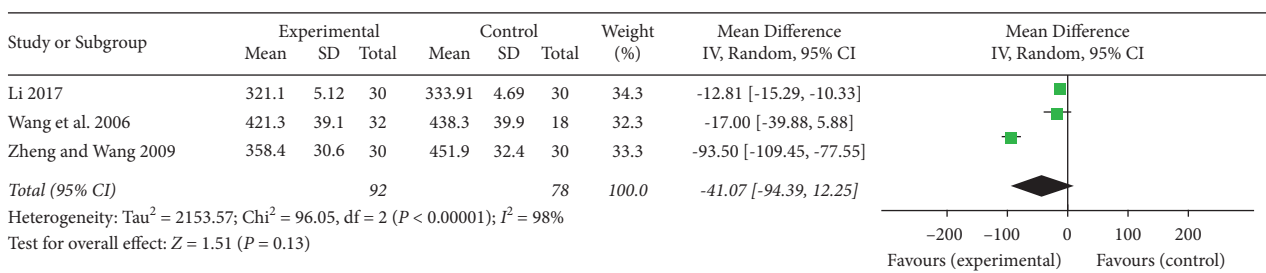 Study or Subgroup Experimental Control Weight (%) Mean Difference IV, Random, 95% CI Mean Difference IV, Random, 95% CI
Mean SD Total Mean SD Total
Li 2017 321.1 5.12 30 333.91 4.69 30 34.3 -12.81 [-15.29, -10.33]
Wang et al. 2006 421.3 39.1 32 438.3 39.9 18 32.3 -17.00 [-39.88, 5.88]
Zheng and Wang 2009 358.4 30.6 30 451.9 32.4 30 33.3 -93.50 [-109.45, -77.55]
Total (95% CI) 92 78 100.0 -41.07 [-94.39, 12.25]
Heterogeneity: Tau² = 2153.57; Chi² = 96.05, df = 2 (P < 0.00001); I² = 98%
Test for overall effect: Z = 1.51 (P = 0.13)
−200 −100 0 100 200
Favours (experimental) Favours (control)